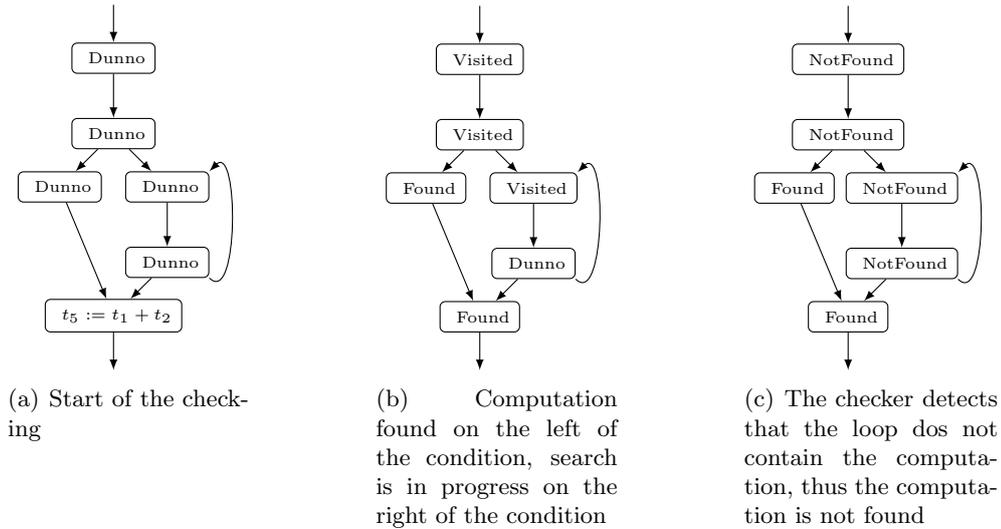 Dunno
Dunno
Dunno Dunno
Dunno
t₅ := t₁ + t₂
(a) Start of the check-
ing
Visited
Visited
Found Visited
Dunno
Found
(b) Computation
found on the left of
the condition, search
is in progress on the
right of the condition
NotFound
NotFound
Found NotFound
NotFound
Found
(c) The checker detects
that the loop dos not
contain the computa-
tion, thus the computa-
tion is not found